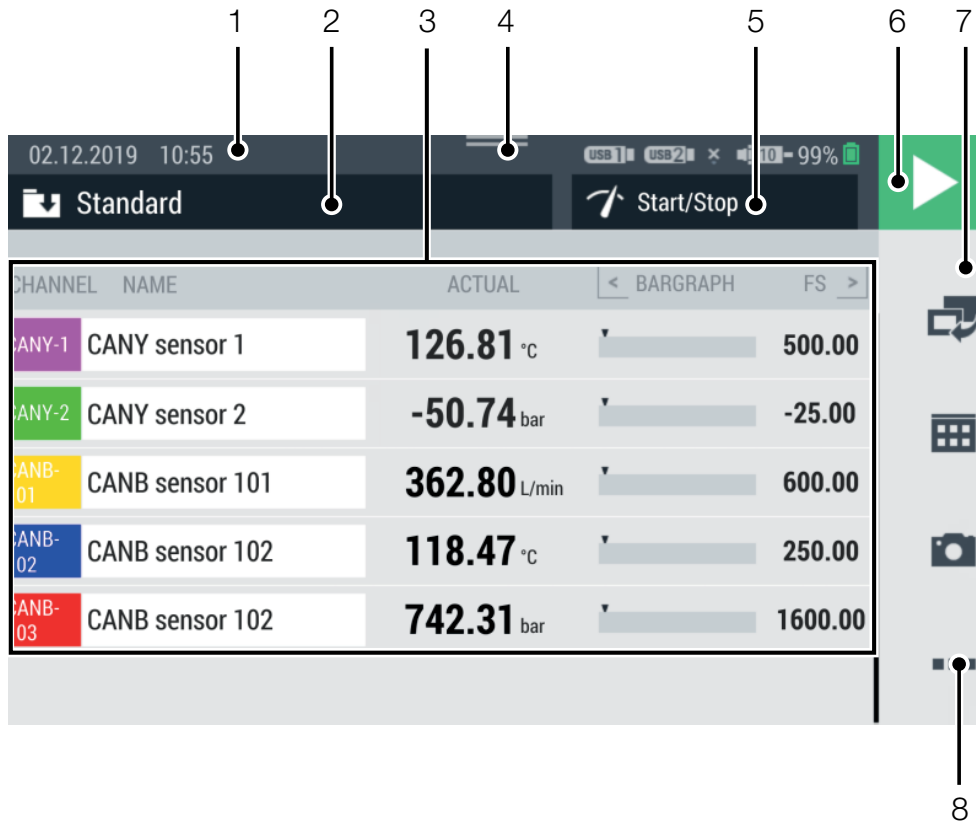 1 2 3 4 5 6 7
02.12.2019 10:55 USB 1 USB 2 10 99%
Standard Start/Stop
CHANNEL NAME ACTUAL < BARGRAPH FS >
CANY-1 CANY sensor 1 126.81 °C 500.00
CANY-2 CANY sensor 2 -50.74 bar -25.00
CANB-
01 CANB sensor 101 362.80 L/min 600.00
CANB-
02 CANB sensor 102 118.47 °C 250.00
CANB-
03 CANB sensor 102 742.31 bar 1600.00
8